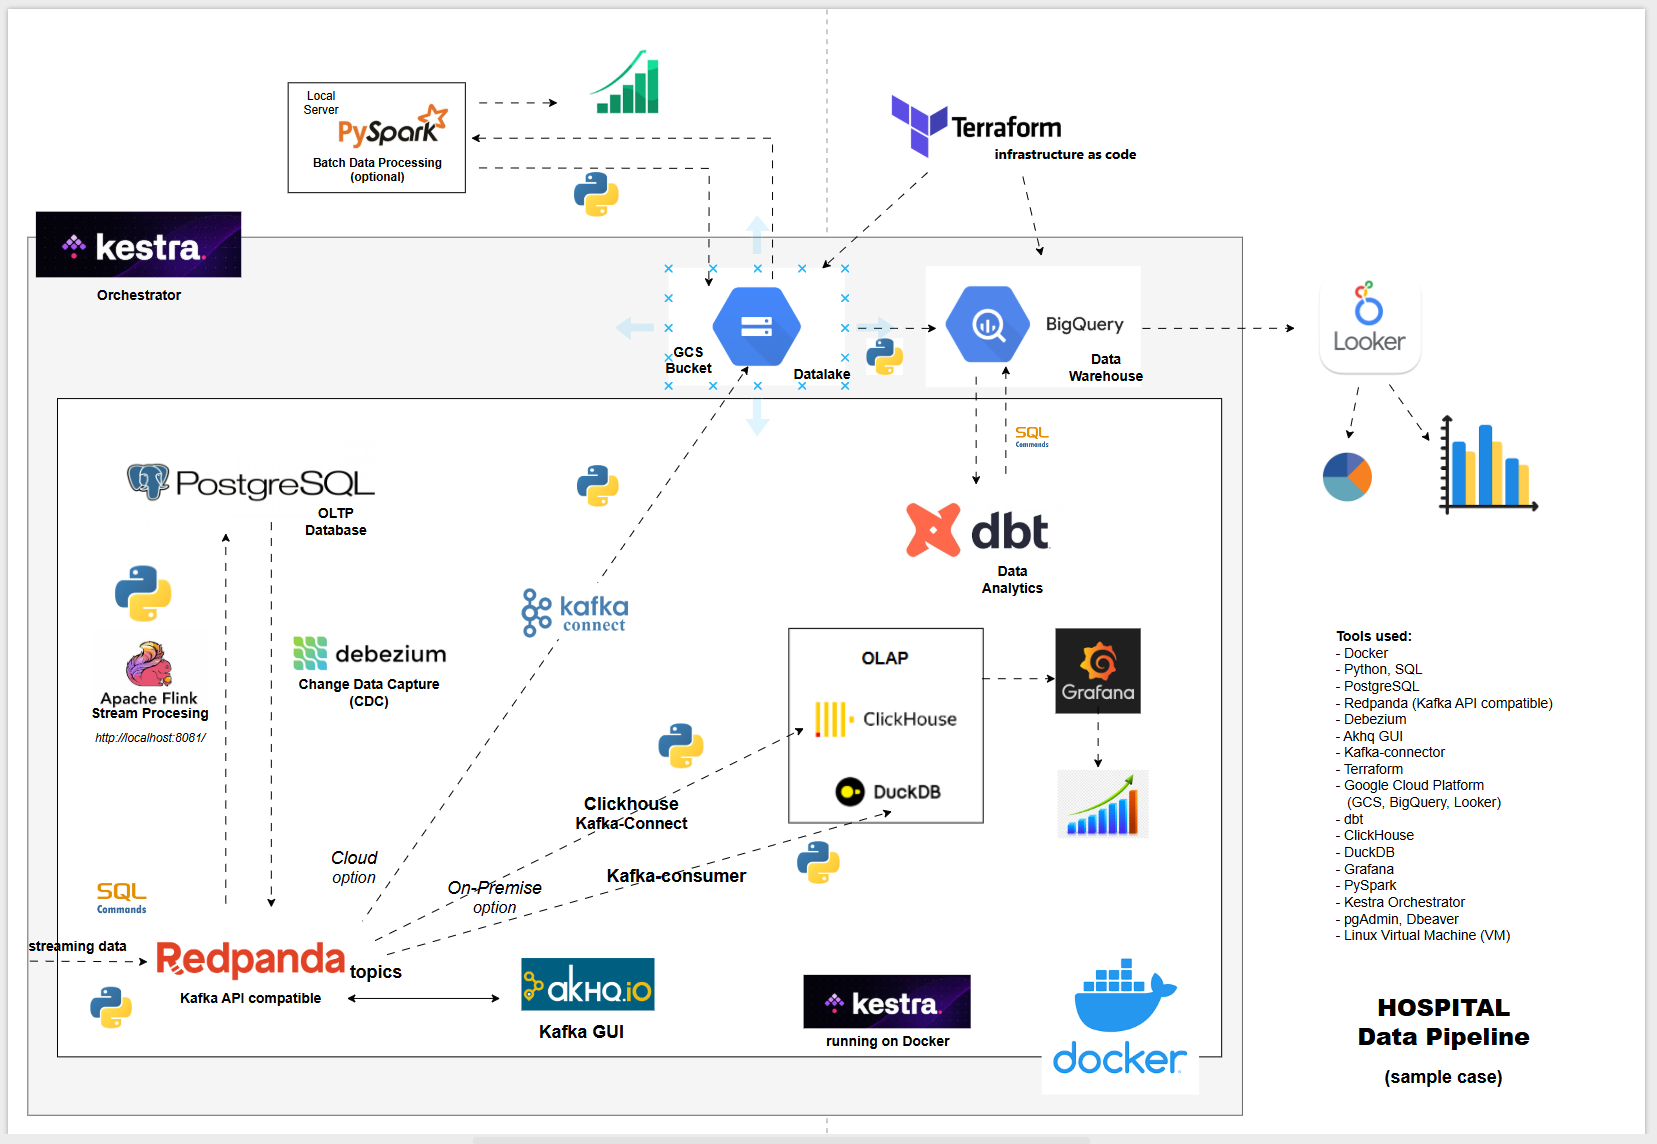 Local
Server
PySpark
Batch Data Processing
(optional)
Terraform
infrastructure as code
kestra.
Orchestrator
GCS
Bucket
Datalake
BigQuery
Data
Warehouse
Looker
PostgreSQL
OLTP
Database
SQL
Commands
dbt
Data
Analytics
kafka
connect
debezium
Change Data Capture
(CDC)
Apache Flink
Stream Procesing
http://localhost:8081/
OLAP
ClickHouse
DuckDB
Grafana
Clickhouse
Kafka-Connect
Cloud
option
On-Premise
option
Kafka-consumer
SQL
Commands
streaming data
Redpanda
topics
Kafka API compatible
akHQ.iO
Kafka GUI
kestra.
running on Docker
docker
Tools used:
- Docker
- Python, SQL
- PostgreSQL
- Redpanda (Kafka API compatible)
- Debezium
- Akhq GUI
- Kafka-connector
- Terraform
- Google Cloud Platform
(GCS, BigQuery, Looker)
- dbt
- ClickHouse
- DuckDB
- Grafana
- PySpark
- Kestra Orchestrator
- pgAdmin, Dbeaver
- Linux Virtual Machine (VM)
HOSPITAL
Data Pipeline
(sample case)